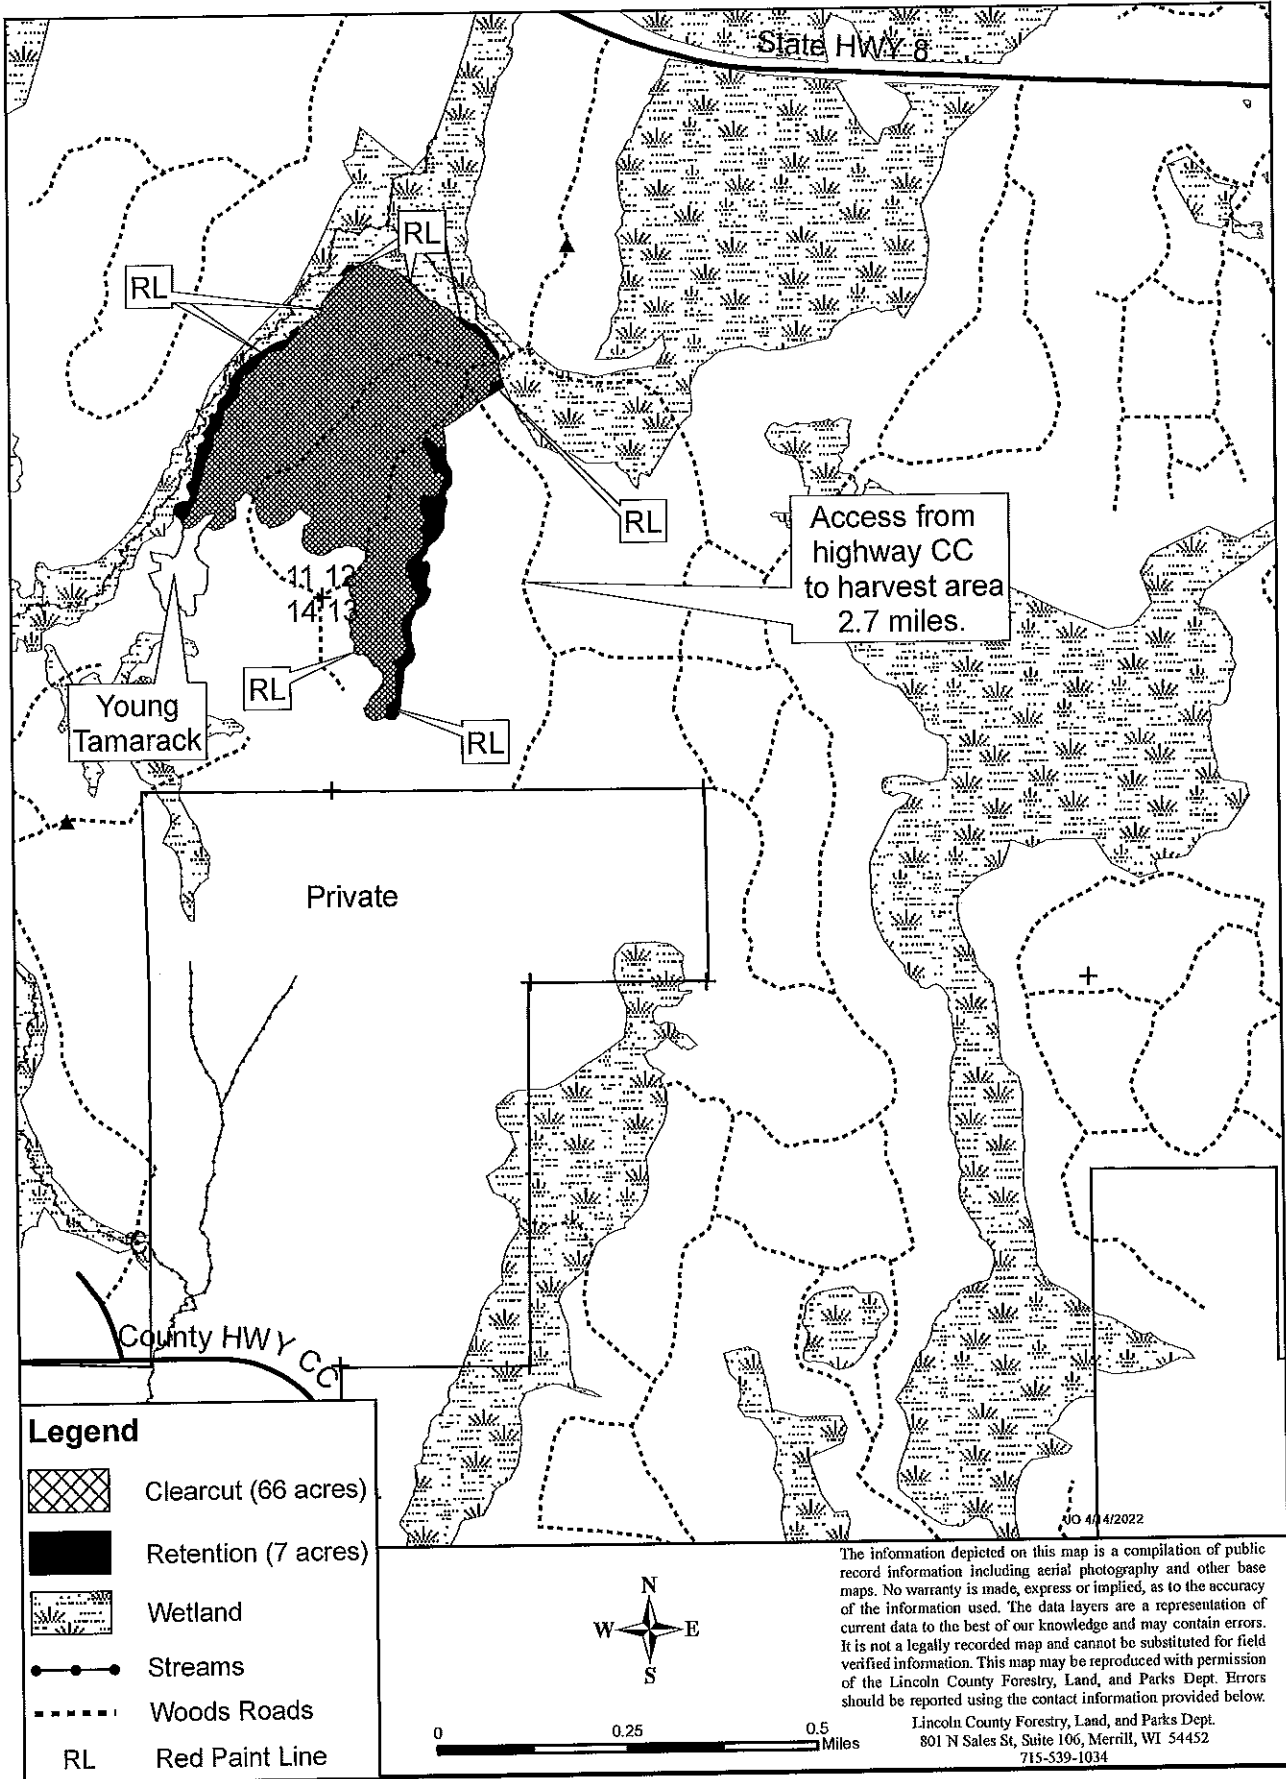 State HWY 8
RL
RL
RL
Access from
highway CC
to harvest area
2.7 miles.
11 12
14 13
RL
Young
Tamarack
RL
Private
County HWY CC
Legend
Clearcut (66 acres)
Retention (7 acres)
Wetland
Streams
Woods Roads
RL Red Paint Line
N
W E
S
0 0.25 0.5
Miles
JO 4/14/2022
The information depicted on this map is a compilation of public
record information including aerial photography and other base
maps. No warranty is made, express or implied, as to the accuracy
of the information used. The data layers are a representation of
current data to the best of our knowledge and may contain errors.
It is not a legally recorded map and cannot be substituted for field
verified information. This map may be reproduced with permission
of the Lincoln County Forestry, Land, and Parks Dept. Errors
should be reported using the contact information provided below.
Lincoln County Forestry, Land, and Parks Dept.
801 N Sales St, Suite 106, Merrill, WI 54452
715-539-1034